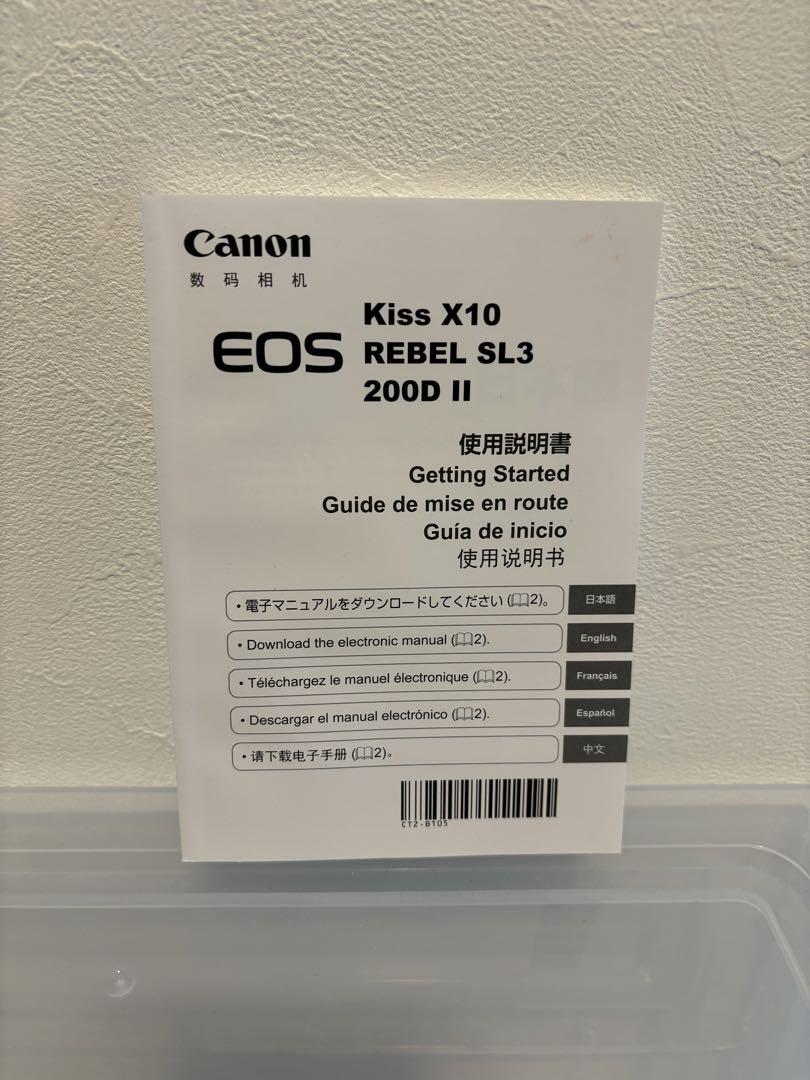 Canon
数码相机
EOS
Kiss X10
REBEL SL3
200D II
使用説明書
Getting Started
Guide de mise en route
Guía de inicio
使用说明书
• 電子マニュアルをダウンロードしてください (📖2)。 日本語
• Download the electronic manual (📖2). English
• Téléchargez le manuel électronique (📖2). Français
• Descargar el manual electrónico (📖2). Español
• 请下载电子手册 (📖2)。 中文
CT2-B105